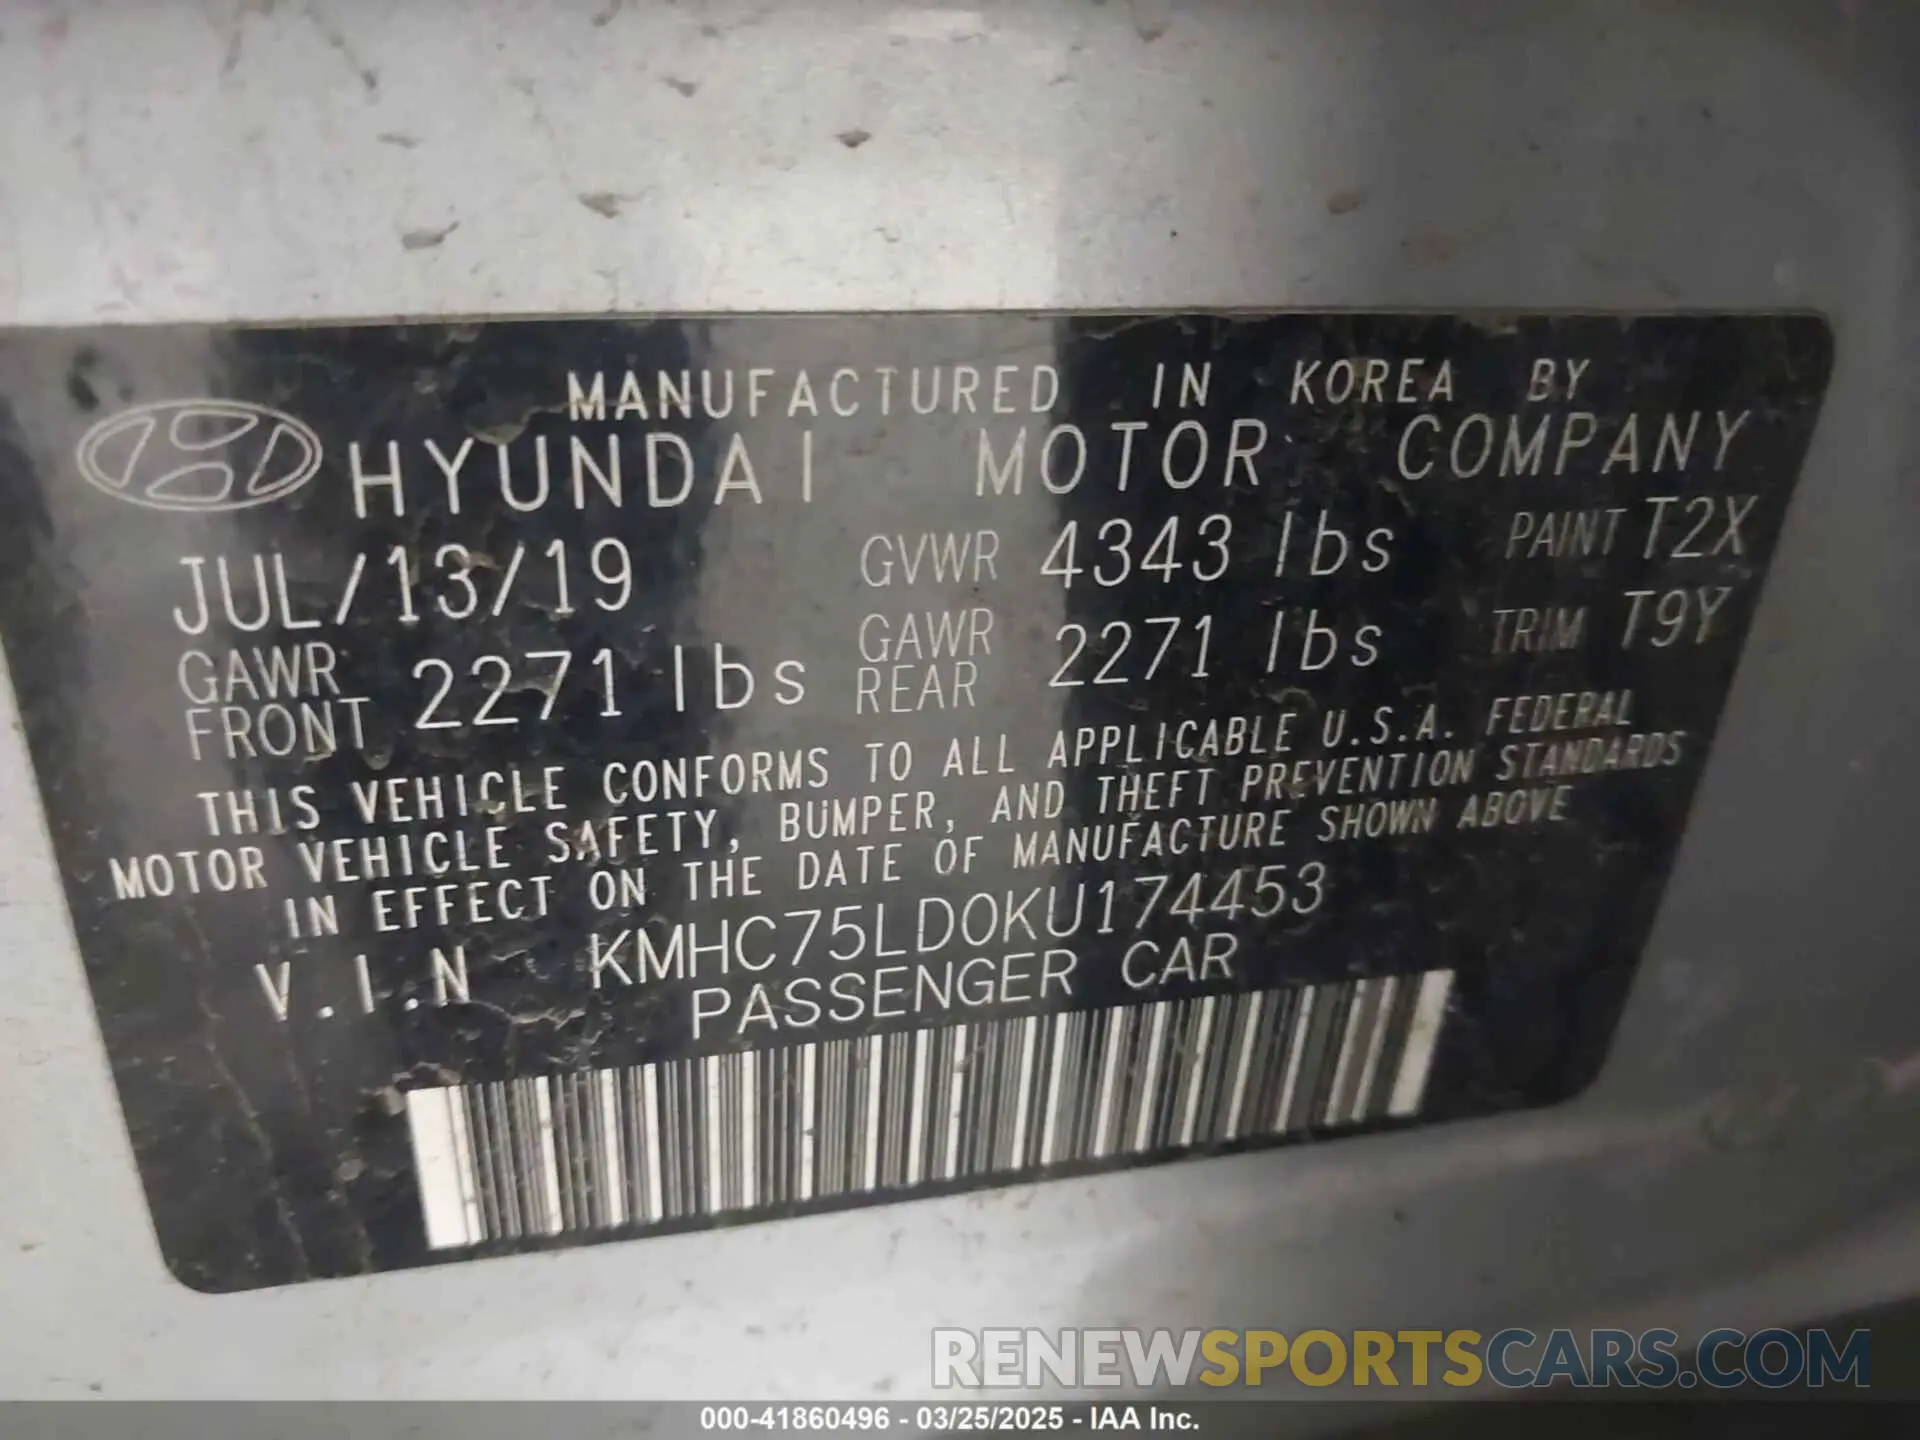 MANUFACTURED IN KOREA BY
HYUNDAI MOTOR COMPANY
JUL/13/19 GVWR 4343 lbs PAINT T2X
GAWR FRONT 2271 lbs GAWR REAR 2271 lbs TRIM T9Y
THIS VEHICLE CONFORMS TO ALL APPLICABLE U.S.A. FEDERAL
MOTOR VEHICLE SAFETY, BUMPER, AND THEFT PREVENTION STANDARDS
IN EFFECT ON THE DATE OF MANUFACTURE SHOWN ABOVE
V.I.N KMHC75LD0KU174453
PASSENGER CAR
RENEWSPORTSCARS.COM
000-41860496 - 03/25/2025 - IAA Inc.